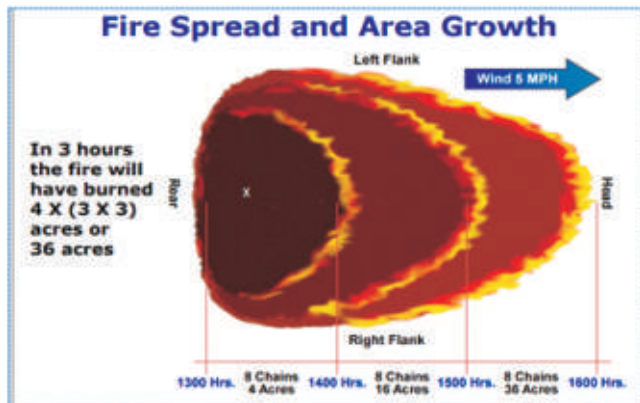 Fire Spread and Area Growth
Left Flank
Wind 5 MPH
In 3 hours
the fire will
have burned
4 X (3 X 3)
acres or
36 acres
Rear
X
Head
Right Flank
1300 Hrs.
8 Chains
4 Acres
1400 Hrs.
8 Chains
16 Acres
1500 Hrs.
8 Chains
36 Acres
1600 Hrs.